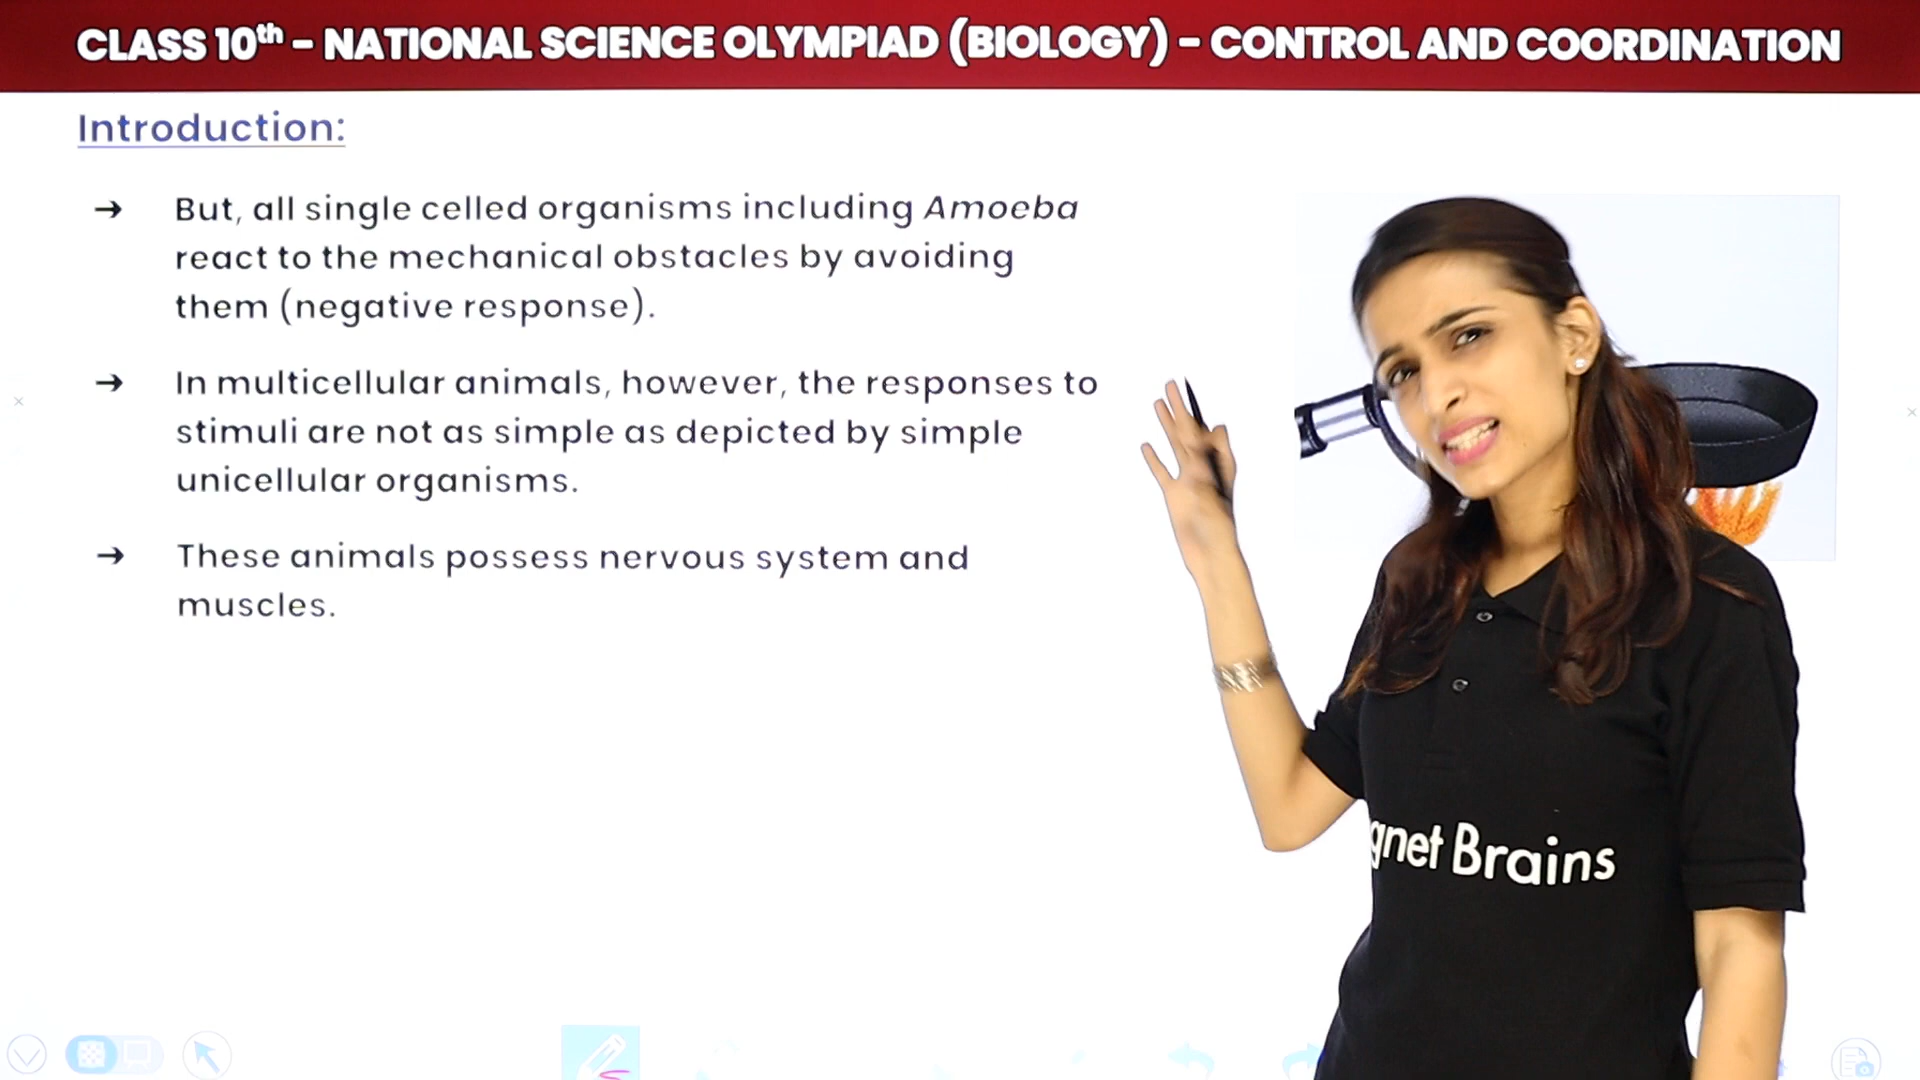 CLASS 10th - NATIONAL SCIENCE OLYMPIAD (BIOLOGY) - CONTROL AND COORDINATION
Introduction:
→ But, all single celled organisms including Amoeba
react to the mechanical obstacles by avoiding
them (negative response).
→ In multicellular animals, however, the responses to
stimuli are not as simple as depicted by simple
unicellular organisms.
→ These animals possess nervous system and
muscles.
gnet Brains